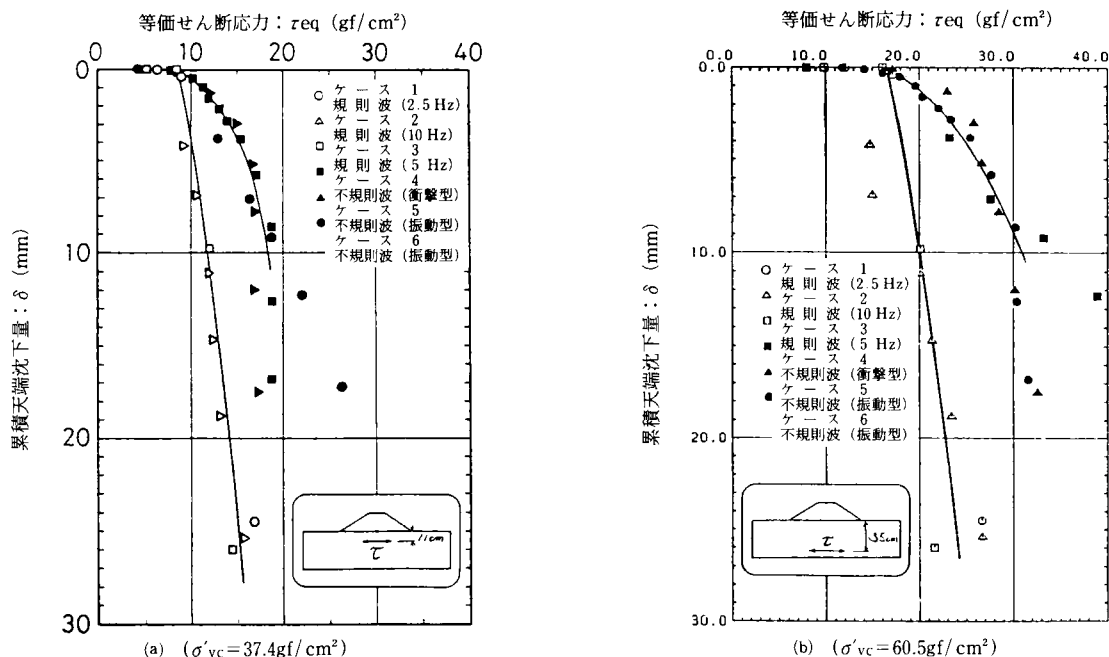 等価せん断応力：τeq (gf/cm²)
0
10
20
30
40
0
10
20
30
累積天端沈下量：δ (mm)
ケース 1
規則波(2.5 Hz)
ケース 2
規則波(10 Hz)
ケース 3
規則波(5 Hz)
ケース 4
不規則波(衝撃型)
ケース 5
不規則波(振動型)
ケース 6
不規則波(振動型)
τ
11cm
(a) (σ'vc=37.4gf/cm²)
等価せん断応力：τeq (gf/cm²)
0.0
10.0
20.0
30.0
40.0
0.0
10.0
20.0
30.0
累積天端沈下量：δ (mm)
ケース 1
規則波(2.5 Hz)
ケース 2
規則波(10 Hz)
ケース 3
規則波(5 Hz)
ケース 4
不規則波(衝撃型)
ケース 5
不規則波(振動型)
ケース 6
不規則波(振動型)
τ
35cm
(b) (σ'vc=60.5gf/cm²)